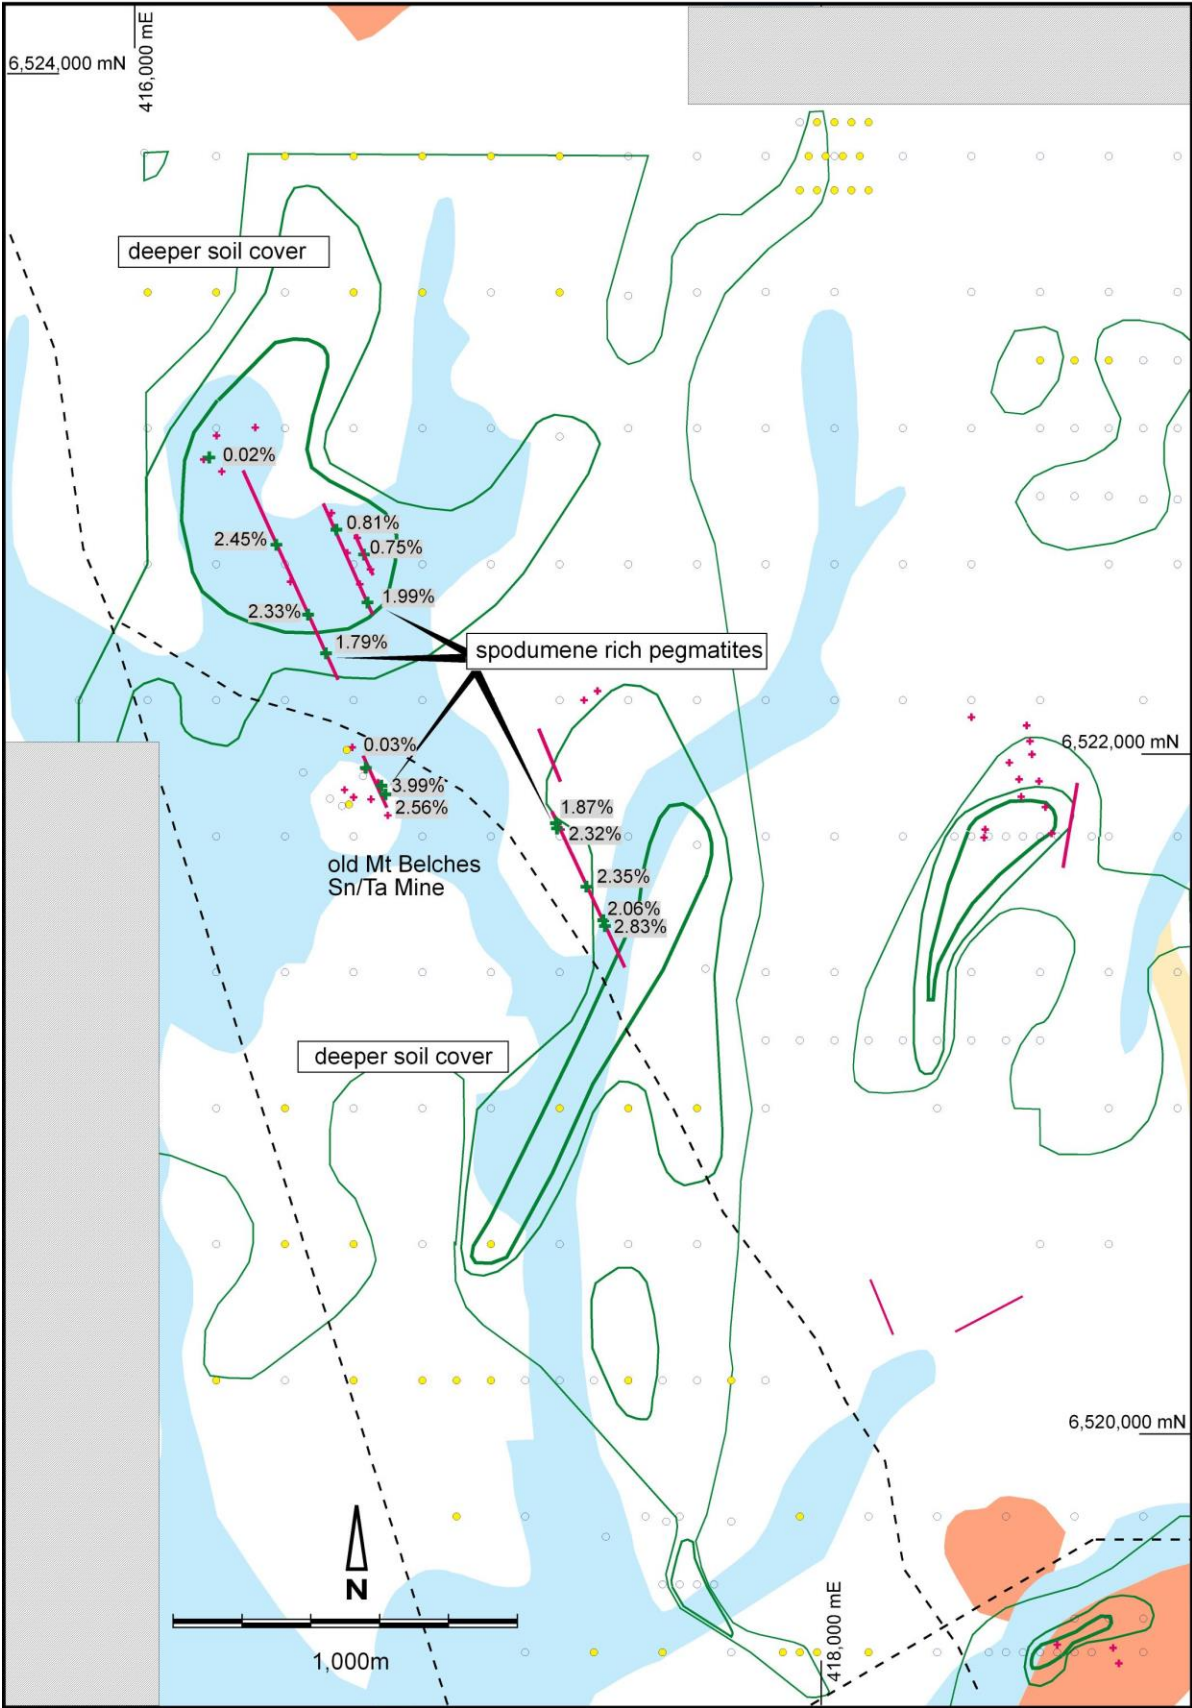 416,000 mE
6,524,000 mN
deeper soil cover
0.02%
0.81%
2.45%
0.75%
1.99%
2.33%
1.79%
spodumene rich pegmatites
0.03%
6,522,000 mN
3.99%
2.56%
1.87%
2.32%
old Mt Belches
Sn/Ta Mine
2.35%
2.06%
2.83%
deeper soil cover
6,520,000 mN
N
418,000 mE
1,000m